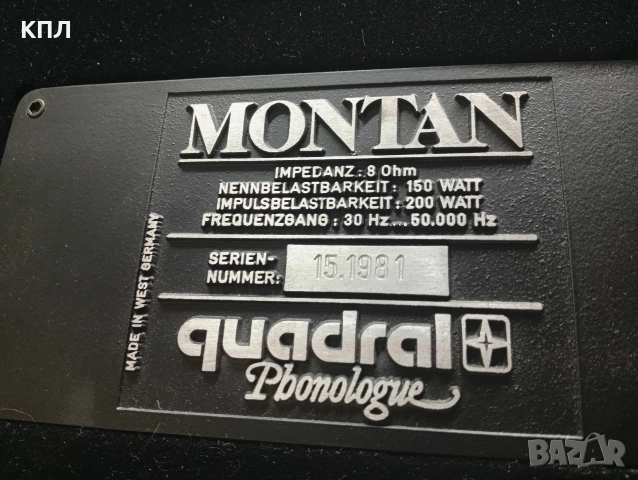 КПЛ
MONTAN
IMPEDANZ: 8 Ohm
NENNBELASTBARKEIT: 150 WATT
IMPULSBELASTBARKEIT: 200 WATT
FREQUENZGANG: 30 Hz...50.000 Hz
SERIEN-
NUMMER: 15.1981
MADE IN WEST GERMANY
quadral
Phonologue
BAZAR